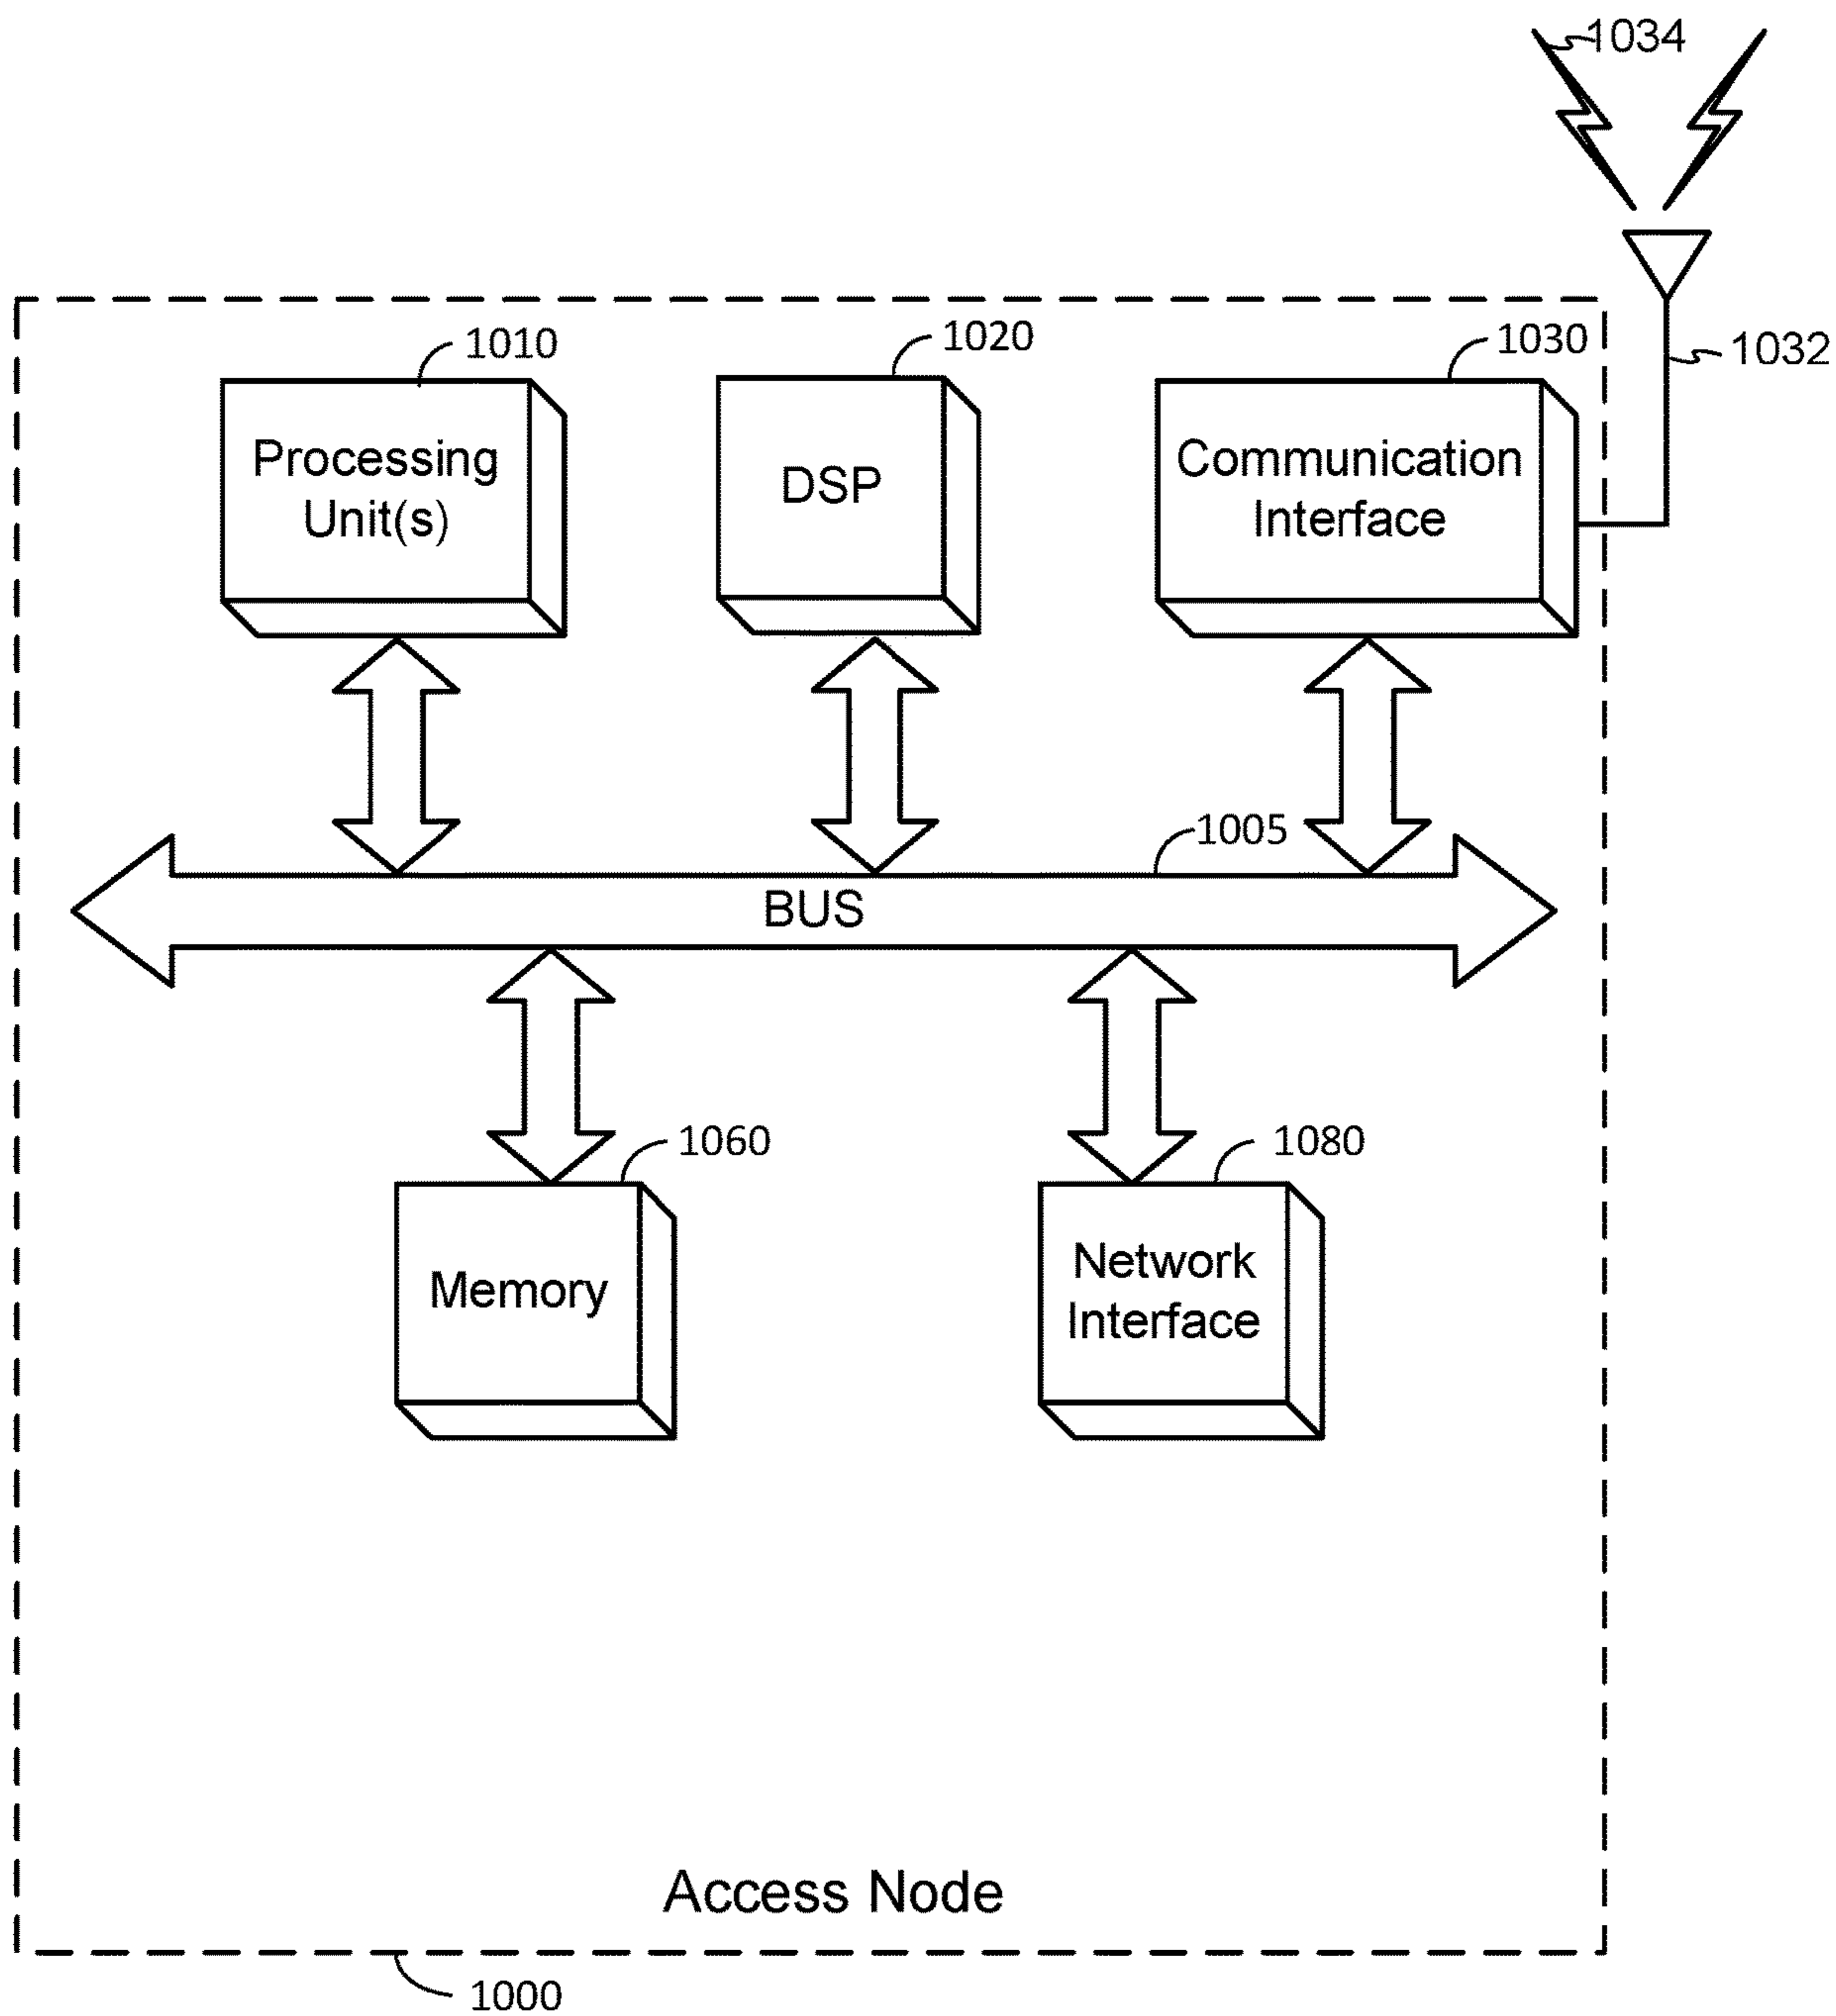 1034
1010
1020
1030
1032
Processing
Unit(s)
DSP
Communication
Interface
1005
BUS
1060
1080
Memory
Network
Interface
Access Node
1000